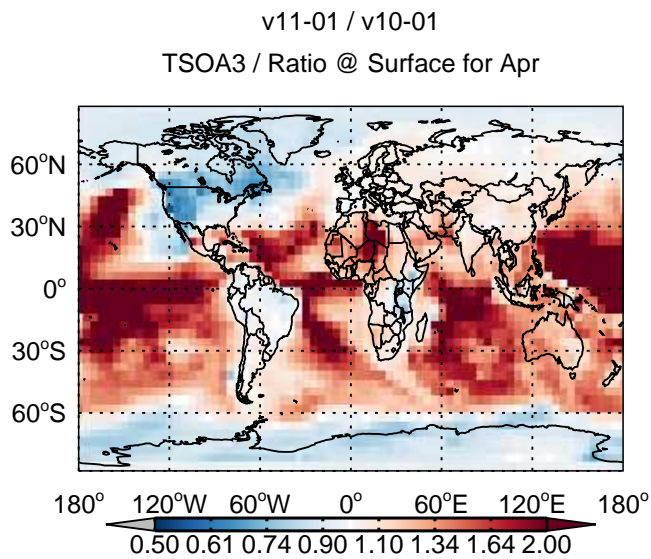 v11-01 / v10-01
TSOA3 / Ratio @ Surface for Apr
60°N
30°N
0°
30°S
60°S
180° 120°W 60°W 0° 60°E 120°E 180°
0.50 0.61 0.74 0.90 1.10 1.34 1.64 2.00